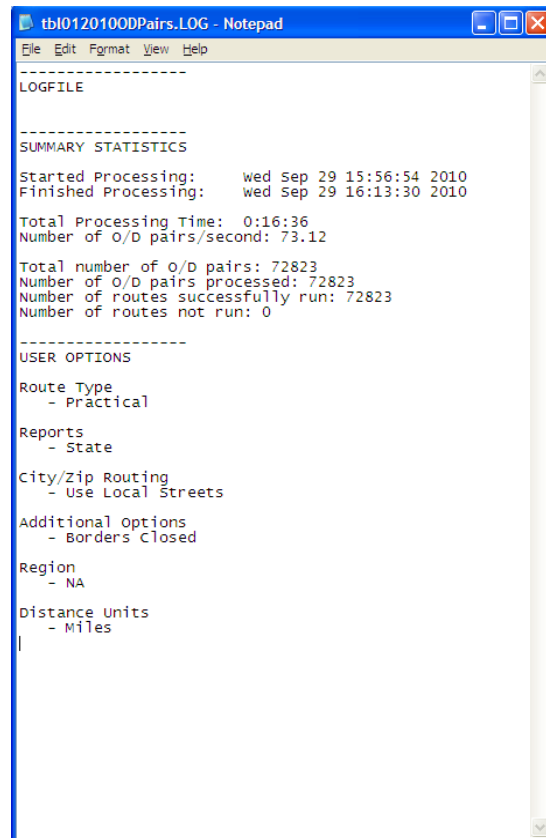 tbl012010ODPairs.LOG - Notepad
File Edit Format View Help
------------------
LOGFILE
------------------
SUMMARY STATISTICS
Started Processing: Wed Sep 29 15:56:54 2010
Finished Processing: Wed Sep 29 16:13:30 2010
Total Processing Time: 0:16:36
Number of O/D pairs/second: 73.12
Total number of O/D pairs: 72823
Number of O/D pairs processed: 72823
Number of routes successfully run: 72823
Number of routes not run: 0
------------------
USER OPTIONS
Route Type
- Practical
Reports
- State
City/Zip Routing
- Use Local Streets
Additional Options
- Borders Closed
Region
- NA
Distance Units
- Miles